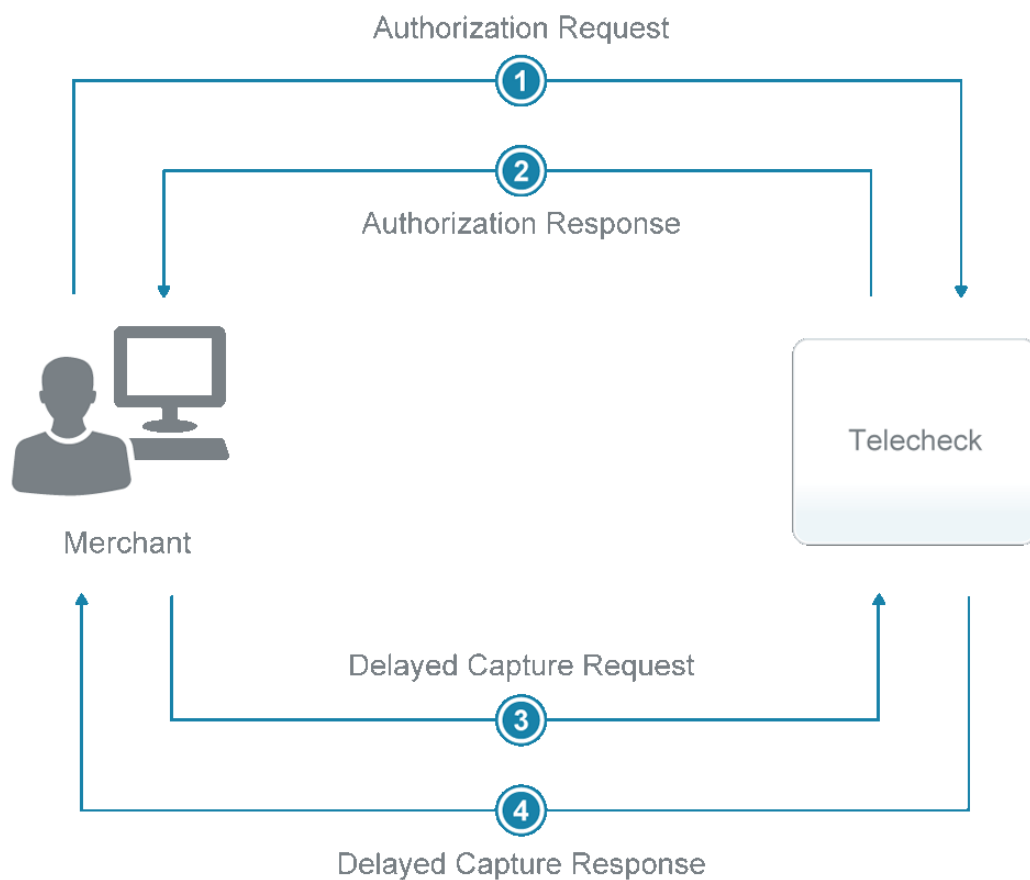 Authorization Request
1
2
Authorization Response
Telecheck
Merchant
Delayed Capture Request
3
4
Delayed Capture Response